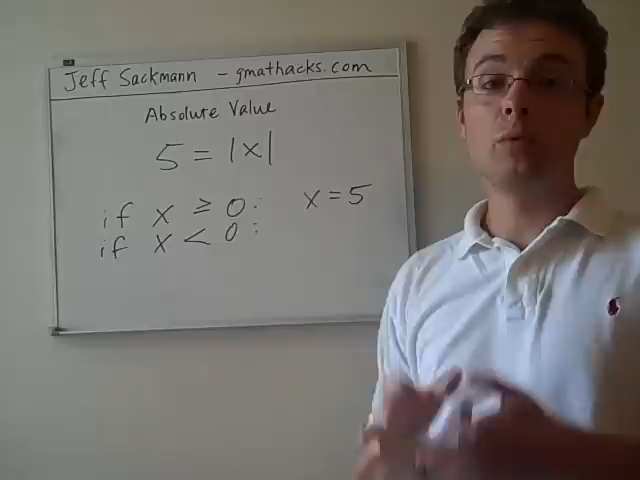 Jeff Sackmann - gmathacks.com
Absolute Value
5 = |x|
if x ≥ 0: x = 5
if x < 0: